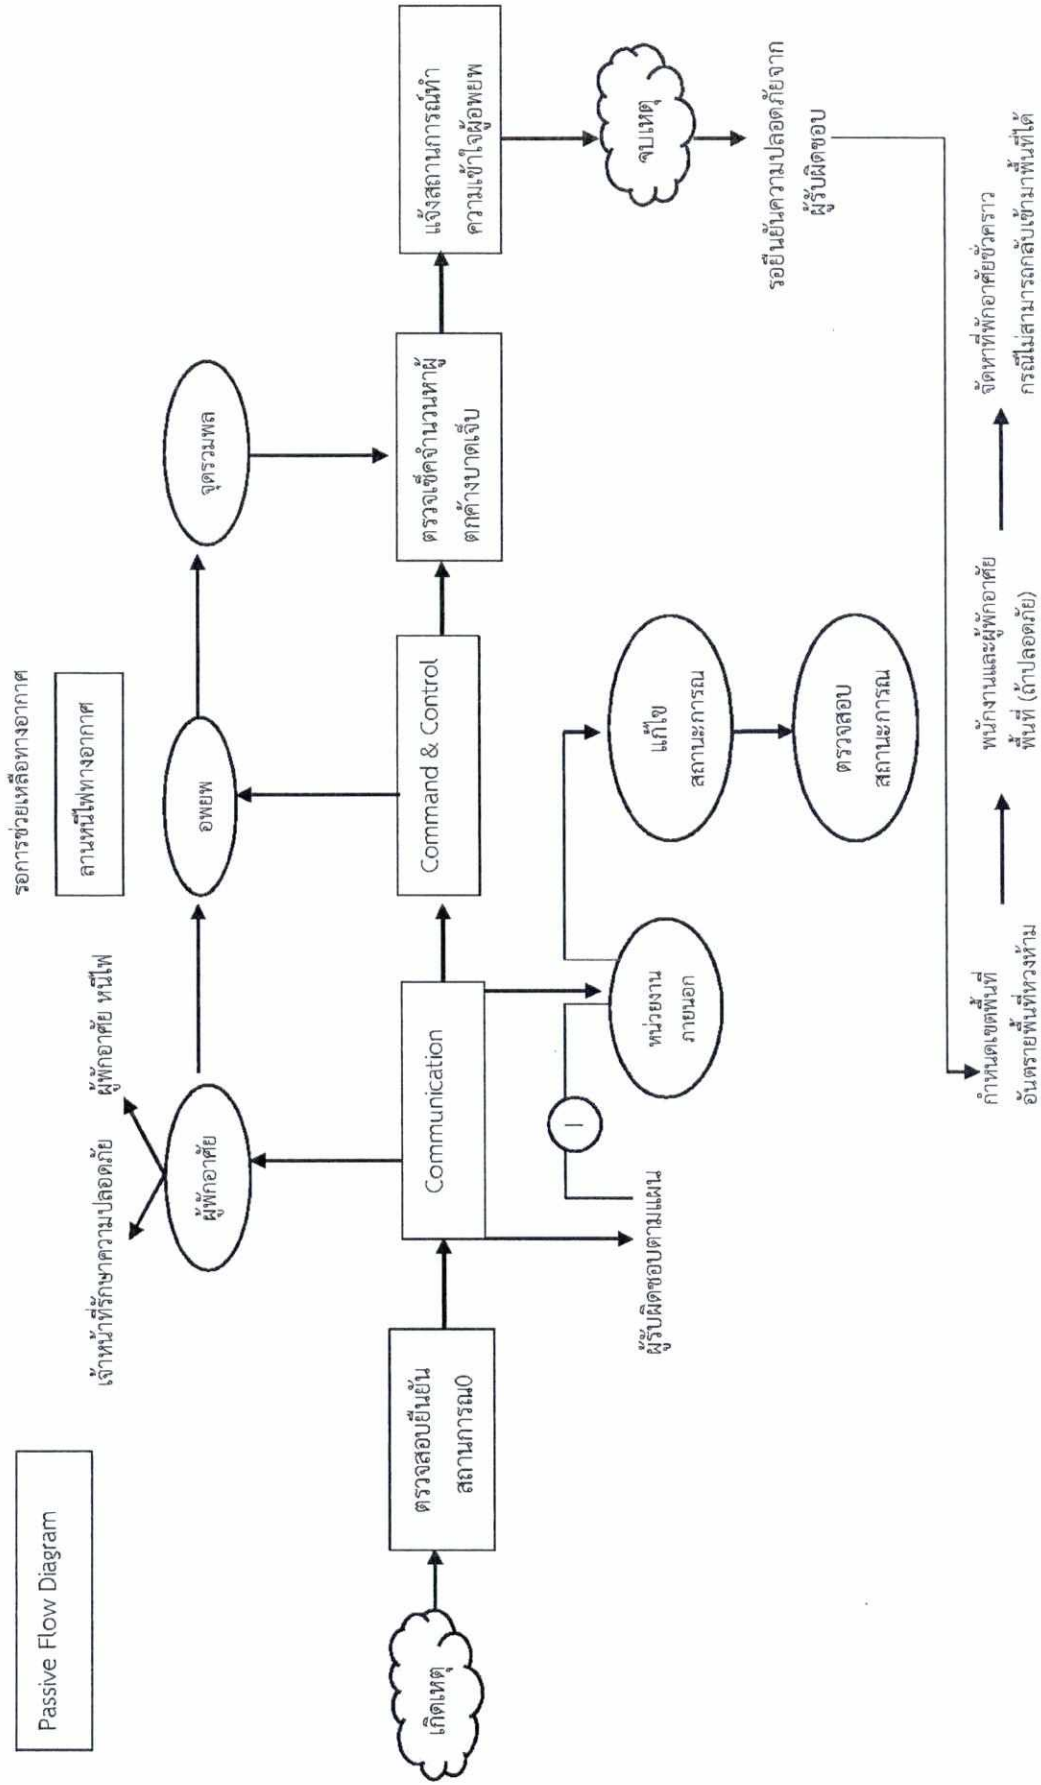 Passive Flow Diagram
รอการช่วยเหลือทางอากาศ
ลานหนีไฟทางอากาศ
เจ้าหน้าที่รักษาความปลอดภัย
ผู้พักอาศัย หนีไฟ
ผู้พักอาศัย
อพยพ
จุดรวมพล
เกิดเหตุ
ตรวจสอบยืนยัน
สถานการณ0
Communication
Command & Control
ตรวจเช็คจำนวนหาผู้
ตกค้างบาดเจ็บ
แจ้งสถานการณ์ทำ
ความเข้าใจผู้อพยพ
จบเหตุ
รอยืนยันความปลอดภัยจาก
ผู้รับผิดชอบ
ผู้รับผิดชอบตามแผน
I
หน่วยงาน
ภายนอก
แก้ไข
สถานะการณ
ตรวจสอบ
สถานะการณ
กำหนดเขตพื้นที่
อันตรายพื้นที่หวงห้าม
พนักงานและผู้พักอาศัย
พื้นที่ (ถ้าปลอดภัย)
จัดหาที่พักอาศัยชั่วคราว
กรณีไม่สามารถกลับเข้ามาพื้นที่ได้